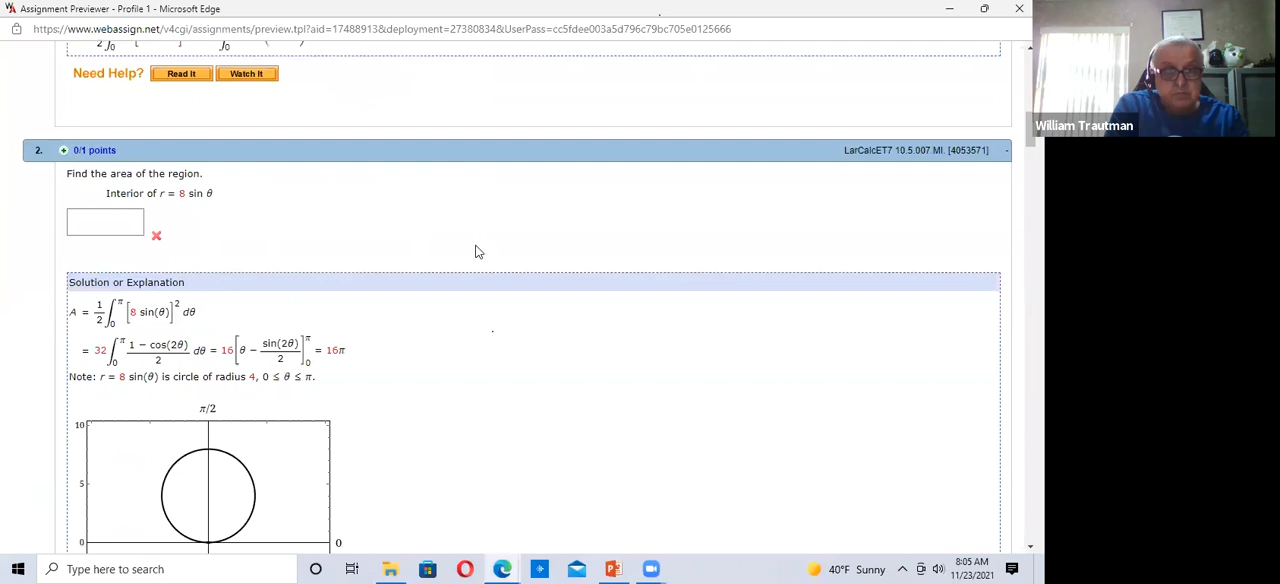 Assignment Previewer - Profile 1 - Microsoft Edge
https://www.webassign.net/v4cgi/assignments/preview.tpl?aid=17488913&deployment=27380834&UserPass=cc5fdee003a5d796c79bc705e0125666
Need Help? Read It Watch It
2. 0/1 points LarCalcET7 10.5.007.MI. [4053571]
Find the area of the region.
Interior of r = 8 sin θ
Solution or Explanation
A = 1/2 ∫_0^π [8 sin(θ)]^2 dθ
= 32 ∫_0^π (1 − cos(2θ))/2 dθ = 16[θ − sin(2θ)/2]_0^π = 16π
Note: r = 8 sin(θ) is circle of radius 4, 0 ≤ θ ≤ π.
π/2
10
5
0 0
William Trautman
Type here to search
40°F Sunny
8:05 AM
11/23/2021